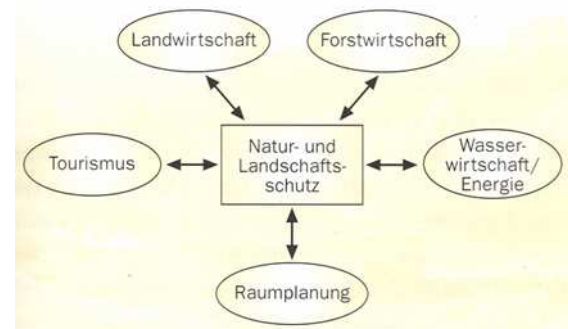 Landwirtschaft
Forstwirtschaft
Natur- und
Landschafts-
schutz
Tourismus
Wasser-
wirtschaft/
Energie
Raumplanung